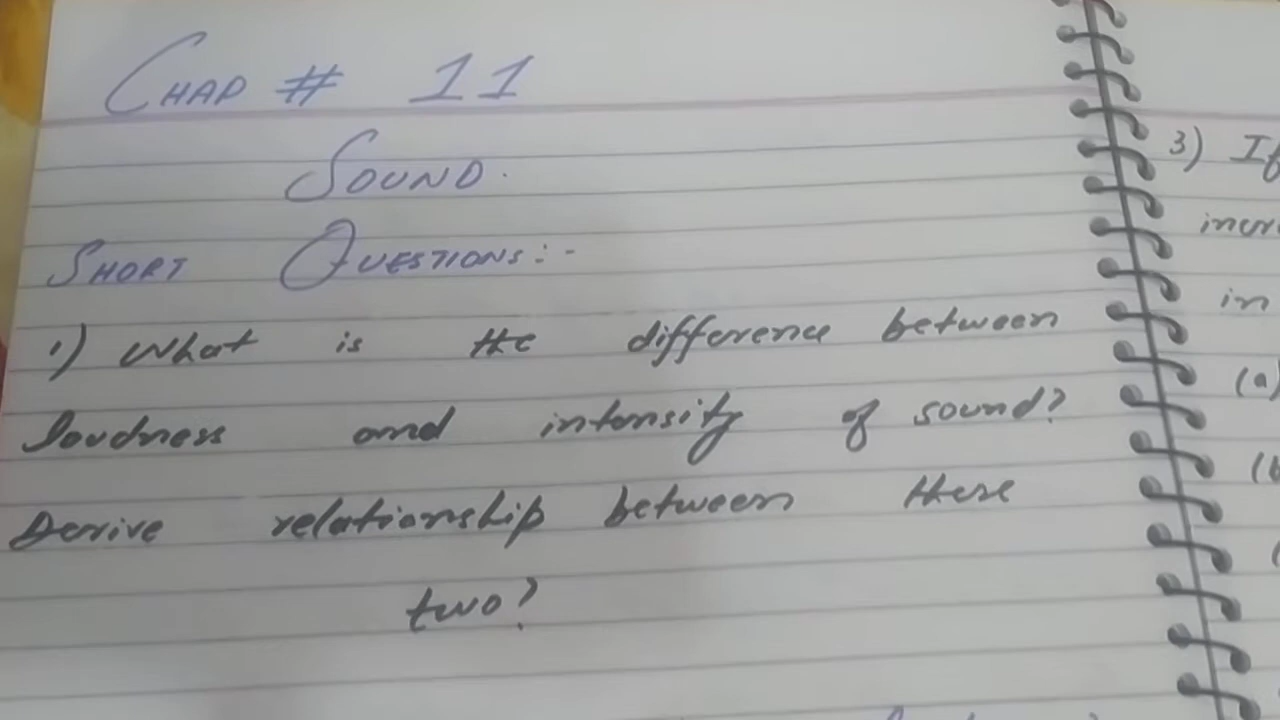 CHAP # 11
SOUND.
SHORT QUESTIONS:-
1) What is the difference between
loudness and intensity of sound?
Derive relationship between these
two?
3) If
in
(a)